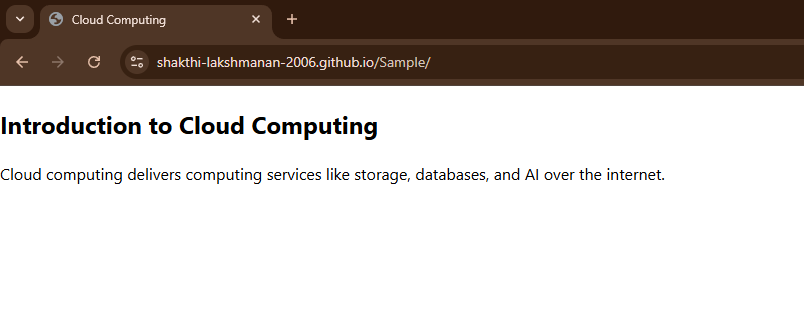 Cloud Computing
shakthi-lakshmanan-2006.github.io/Sample/
Introduction to Cloud Computing
Cloud computing delivers computing services like storage, databases, and AI over the internet.